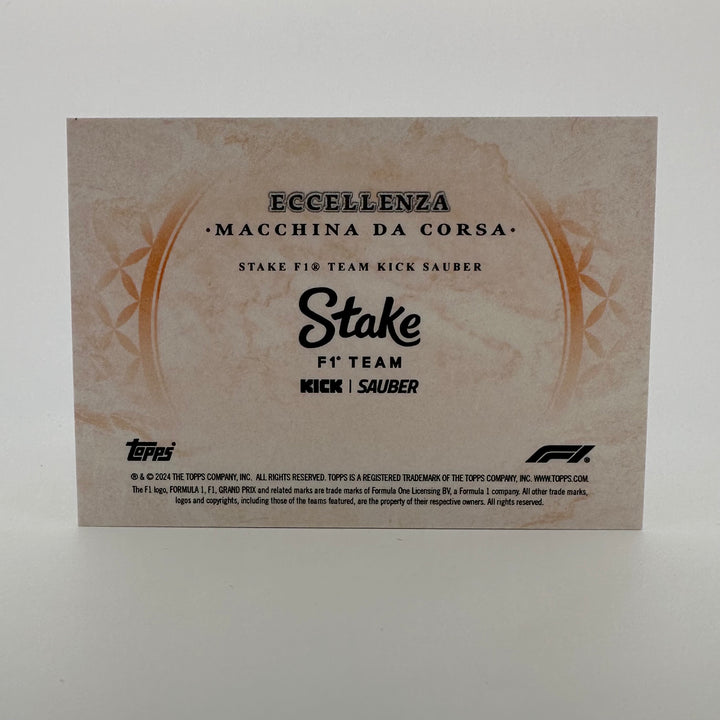 ECCELLENZA
·MACCHINA DA CORSA·
STAKE F1® TEAM KICK SAUBER
Stake
F1® TEAM
KICK | SAUBER
topps®
F1®
® & © 2024 THE TOPPS COMPANY, INC. ALL RIGHTS RESERVED. TOPPS IS A REGISTERED TRADEMARK OF THE TOPPS COMPANY, INC. WWW.TOPPS.COM.
The F1 logo, FORMULA 1, F1, GRAND PRIX and related marks are trade marks of Formula One Licensing BV, a Formula 1 company. All other trade marks,
logos and copyrights, including those of the teams featured, are the property of their respective owners. All rights reserved.